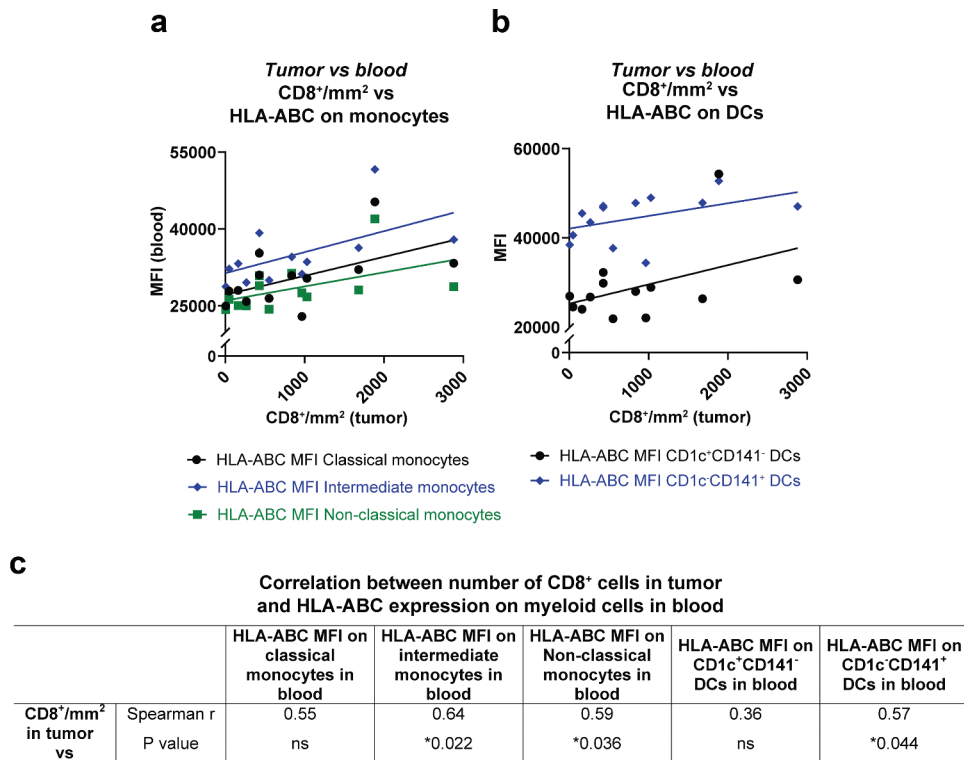 a
Tumor vs blood
CD8⁺/mm² vs
HLA-ABC on monocytes
55000
40000
25000
0
MFI (blood)
0
1000
2000
3000
CD8⁺/mm² (tumor)
HLA-ABC MFI Classical monocytes
HLA-ABC MFI Intermediate monocytes
HLA-ABC MFI Non-classical monocytes
b
Tumor vs blood
CD8⁺/mm² vs
HLA-ABC on DCs
60000
40000
20000
0
MFI
0
1000
2000
3000
CD8⁺/mm² (tumor)
HLA-ABC MFI CD1c⁺CD141⁻ DCs
HLA-ABC MFI CD1c⁻CD141⁺ DCs
c
Correlation between number of CD8⁺ cells in tumor
and HLA-ABC expression on myeloid cells in blood
HLA-ABC MFI on
classical
monocytes in
blood
HLA-ABC MFI on
intermediate
monocytes in
blood
HLA-ABC MFI on
Non-classical
monocytes in
blood
HLA-ABC MFI on
CD1c⁺CD141⁻
DCs in blood
HLA-ABC MFI on
CD1c⁻CD141⁺
DCs in blood
CD8⁺/mm²
in tumor
vs
Spearman r
0.55
0.64
0.59
0.36
0.57
P value
ns
*0.022
*0.036
ns
*0.044